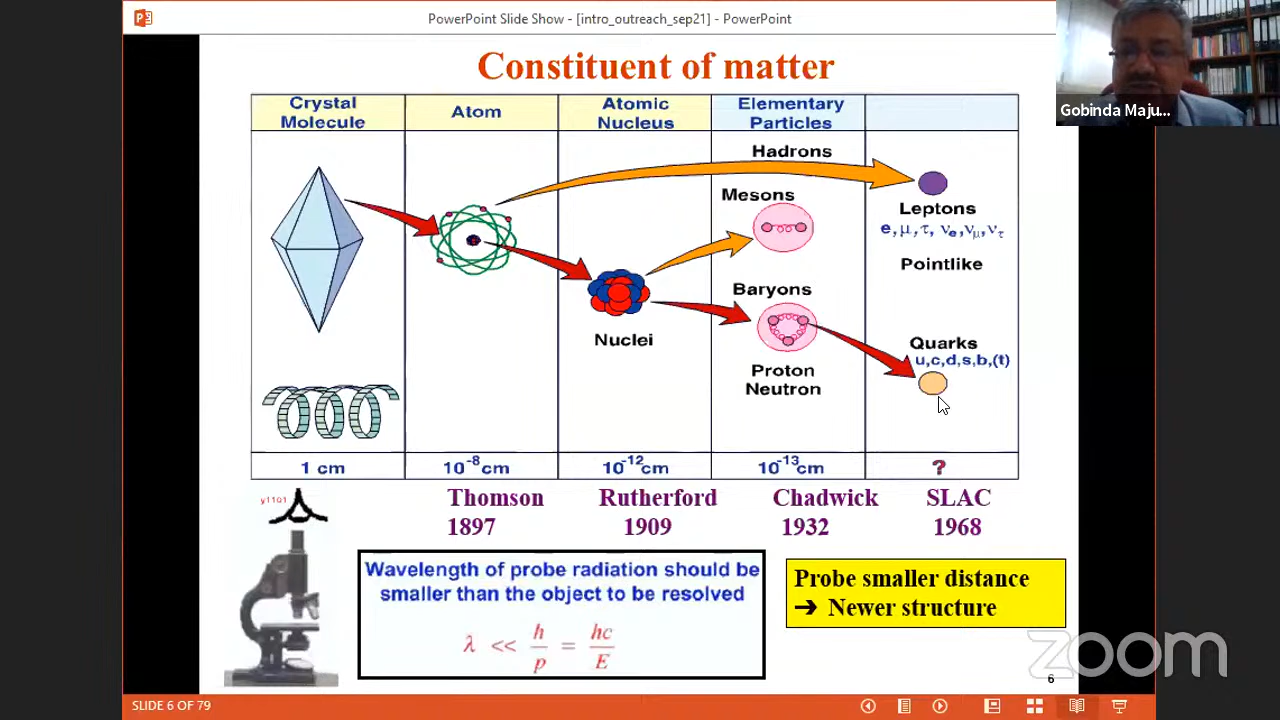 PowerPoint Slide Show - [intro_outreach_sep21] - PowerPoint
Gobinda Maju...
Constituent of matter
Crystal
Molecule
Atom
Atomic
Nucleus
Elementary
Particles
Hadrons
Mesons
Leptons
e, μ, τ, νe, νμ, ντ
Pointlike
Baryons
Nuclei
Quarks
u,c,d,s,b,(t)
Proton
Neutron
1 cm
10⁻⁸cm
10⁻¹²cm
10⁻¹³cm
?
y1101
Thomson
1897
Rutherford
1909
Chadwick
1932
SLAC
1968
Wavelength of probe radiation should be
smaller than the object to be resolved
λ << h/p = hc/E
Probe smaller distance
➔ Newer structure
zoom
6
SLIDE 6 OF 79